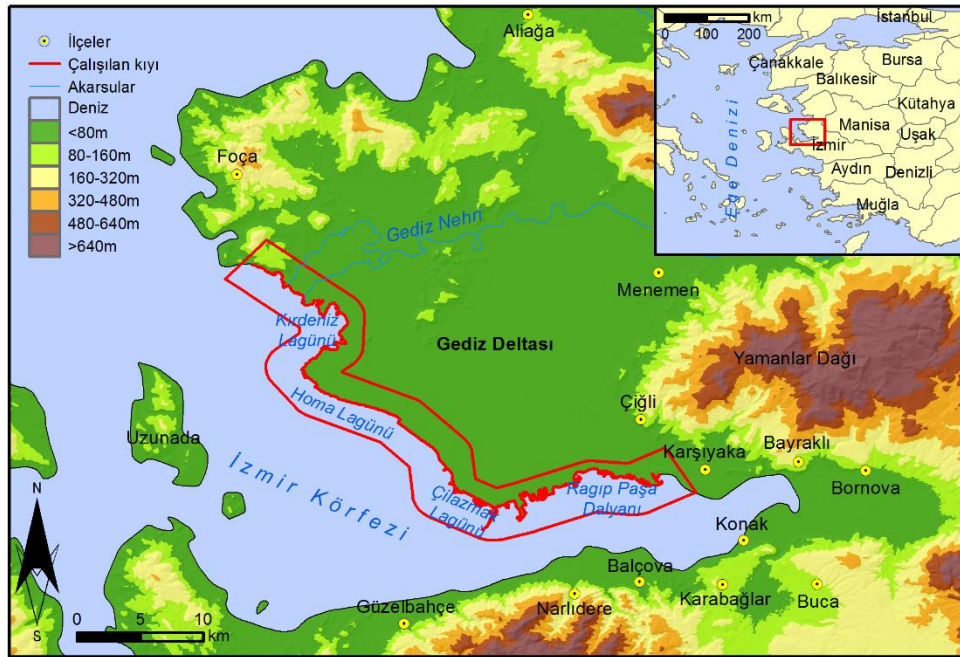 İlçeler
Çalışılan kıyı
Akarsular
Deniz
<80m
80-160m
160-320m
320-480m
480-640m
>640m
Aliağa
Foça
Gediz Nehri
Menemen
Kırdeniz
Lagünü
Gediz Deltası
Yamanlar Dağı
Homa Lagünü
Çiğli
Uzunada
Karşıyaka
Bayraklı
Bornova
İzmir Körfezi
Çilazmak
Lagünü
Ragıp Paşa
Dalyanı
Konak
Balçova
Güzelbahçe
Narlıdere
Karabağlar
Buca
N
S
0 5 10
km
km
0 100 200
İstanbul
Çanakkale
Bursa
Balıkesir
Kütahya
Manisa
Uşak
İzmir
Aydın
Denizli
Muğla
Ege Denizi